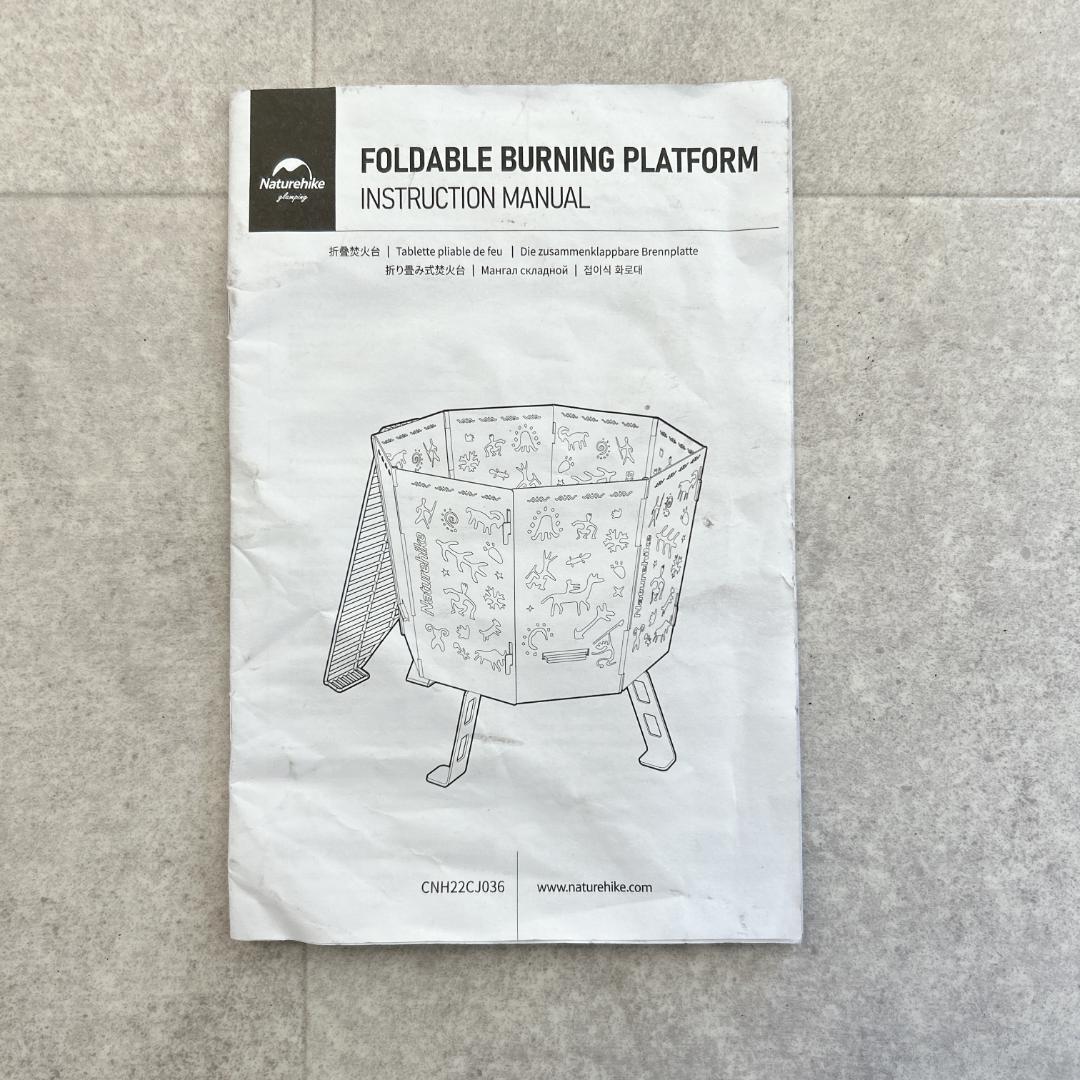 Naturehike
glamping
FOLDABLE BURNING PLATFORM
INSTRUCTION MANUAL
折叠焚火台 | Tablette pliable de feu | Die zusammenklappbare Brennplatte
折り畳み式焚火台 | Мангал складной | 접이식 화로대
Naturehike
Naturehike
CNH22CJ036 | www.naturehike.com